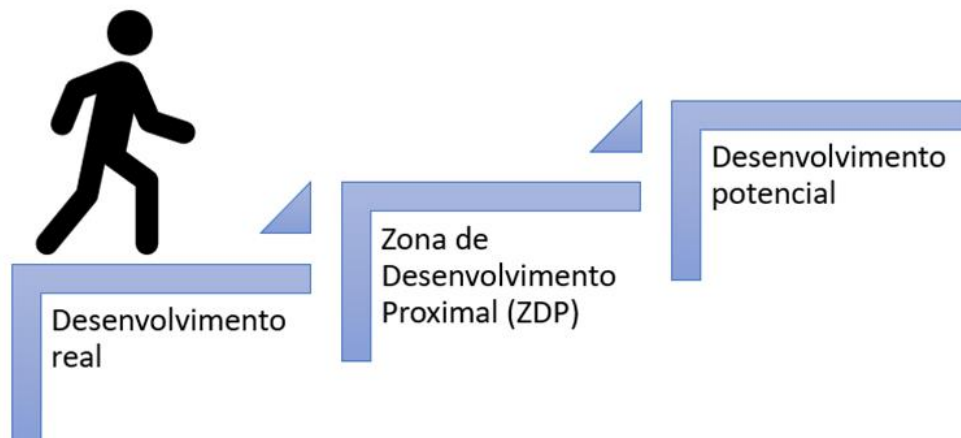 Desenvolvimento
real
Zona de
Desenvolvimento
Proximal (ZDP)
Desenvolvimento
potencial